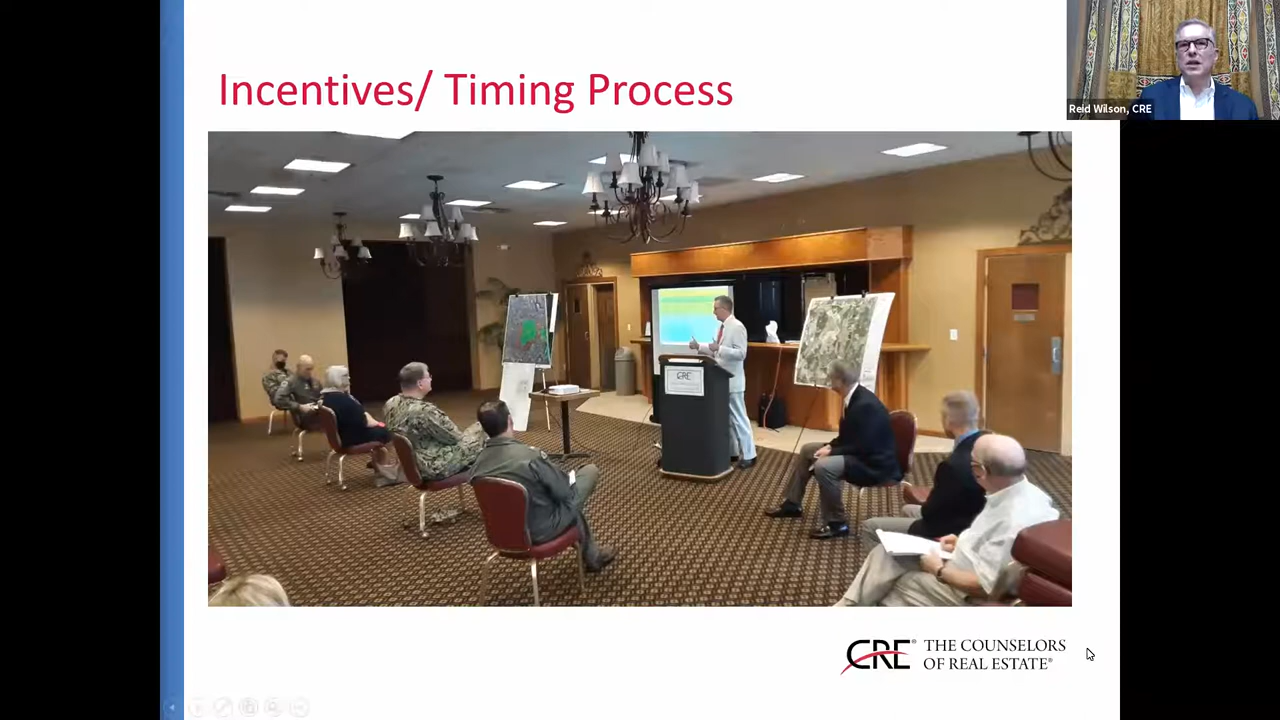 Incentives/ Timing Process
Reid Wilson, CRE
CRE
CRE®
THE COUNSELORS
OF REAL ESTATE®